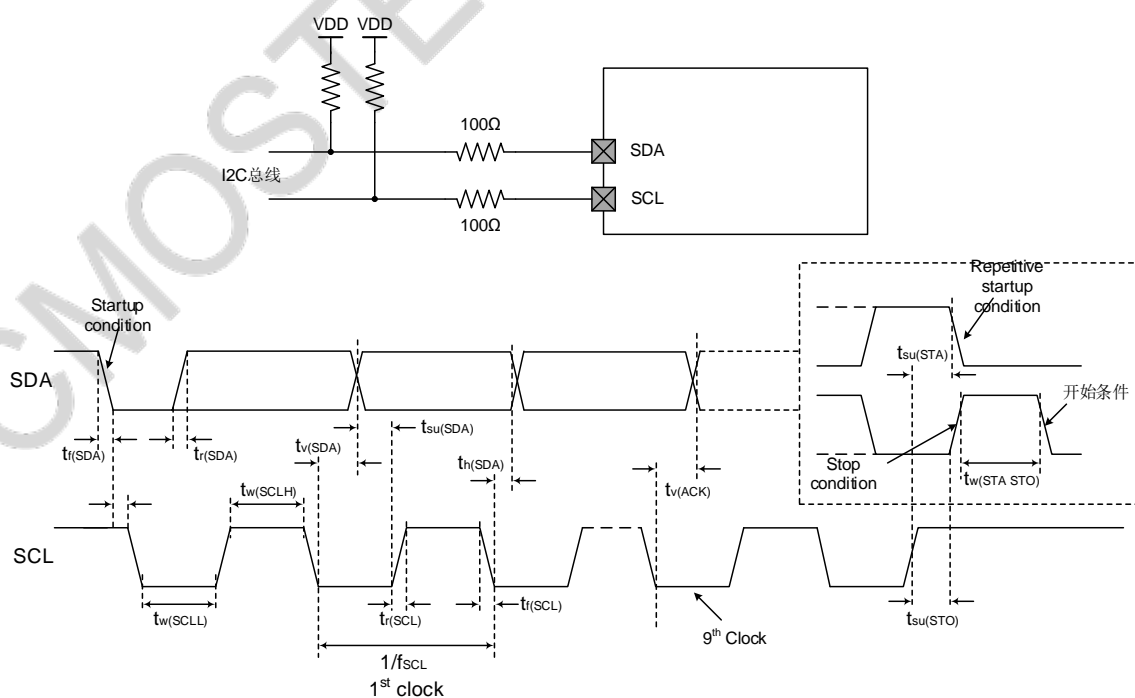 CMOSTE
VDD VDD
100Ω
SDA
I2C总线
SCL
100Ω
Startup
condition
Repetitive
startup
condition
tsu(STA)
SDA
开始条件
tf(SDA)
tr(SDA)
tv(SDA)
tsu(SDA)
th(SDA)
tv(ACK)
Stop
condition
tw(STA STO)
tw(SCLH)
SCL
tw(SCLL)
tr(SCL)
tf(SCL)
9th Clock
tsu(STO)
1/fSCL
1st clock